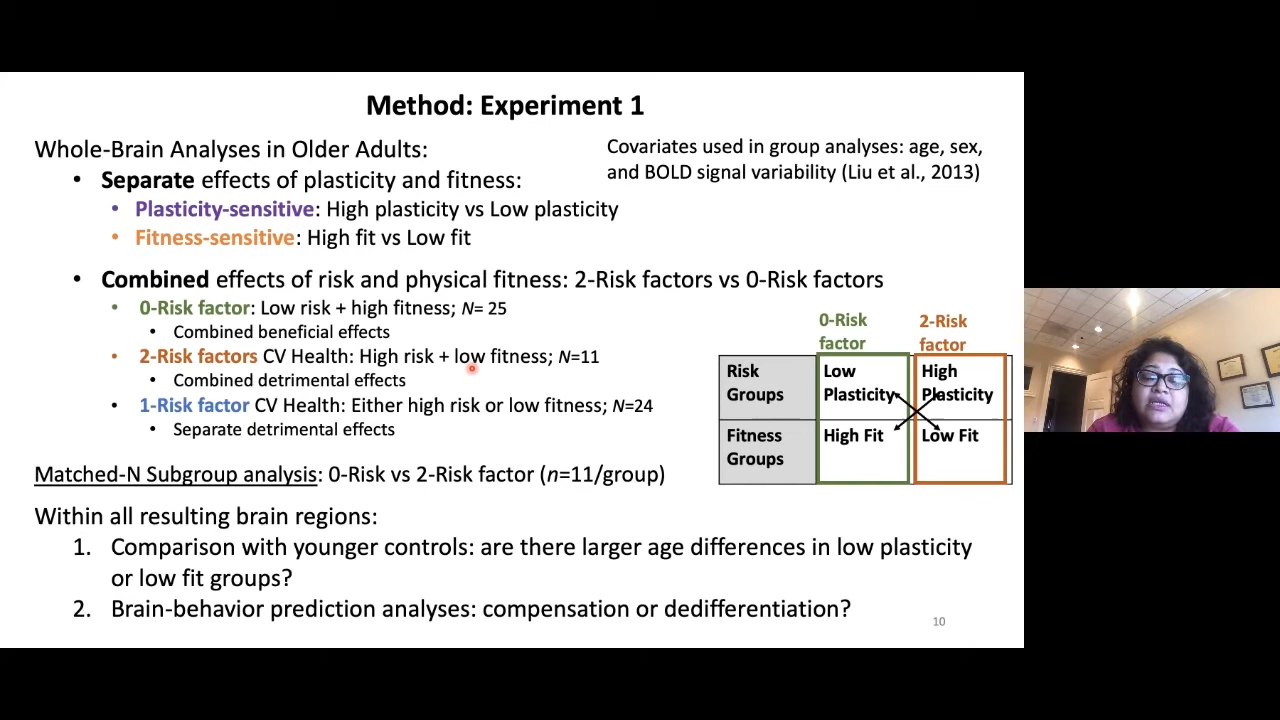 Method: Experiment 1
Whole-Brain Analyses in Older Adults:
Covariates used in group analyses: age, sex,
and BOLD signal variability (Liu et al., 2013)
• Separate effects of plasticity and fitness:
• Plasticity-sensitive: High plasticity vs Low plasticity
• Fitness-sensitive: High fit vs Low fit
• Combined effects of risk and physical fitness: 2-Risk factors vs 0-Risk factors
• 0-Risk factor: Low risk + high fitness; N= 25
• Combined beneficial effects
• 2-Risk factors CV Health: High risk + low fitness; N=11
• Combined detrimental effects
• 1-Risk factor CV Health: Either high risk or low fitness; N=24
• Separate detrimental effects
0-Risk
factor
2-Risk
factor
Risk
Groups
Low
Plasticity
High
Plasticity
Fitness
Groups
High Fit
Low Fit
Matched-N Subgroup analysis: 0-Risk vs 2-Risk factor (n=11/group)
Within all resulting brain regions:
1. Comparison with younger controls: are there larger age differences in low plasticity
or low fit groups?
2. Brain-behavior prediction analyses: compensation or dedifferentiation?
10